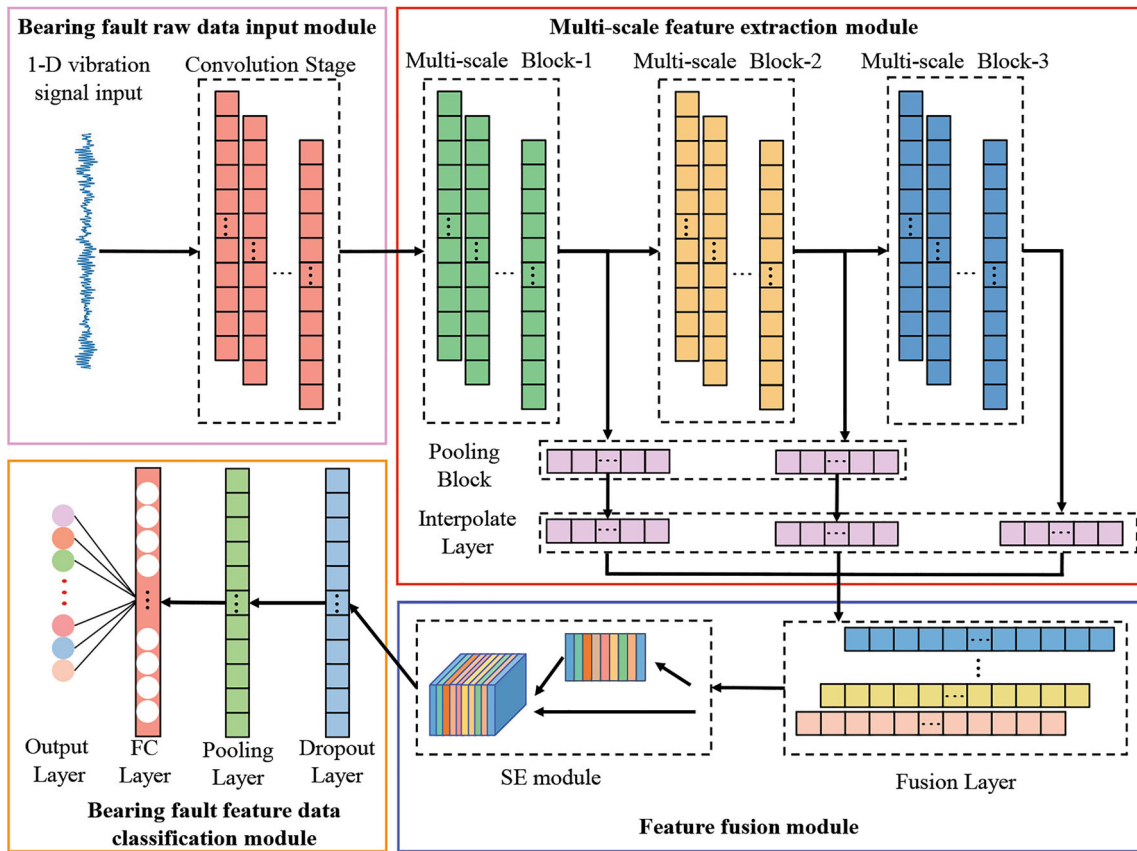 Bearing fault raw data input module
1-D vibration
signal input
Convolution Stage
Multi-scale feature extraction module
Multi-scale Block-1
Multi-scale Block-2
Multi-scale Block-3
Pooling
Block
Interpolate
Layer
Output
Layer
FC
Layer
Pooling
Layer
Dropout
Layer
Bearing fault feature data
classification module
SE module
Fusion Layer
Feature fusion module